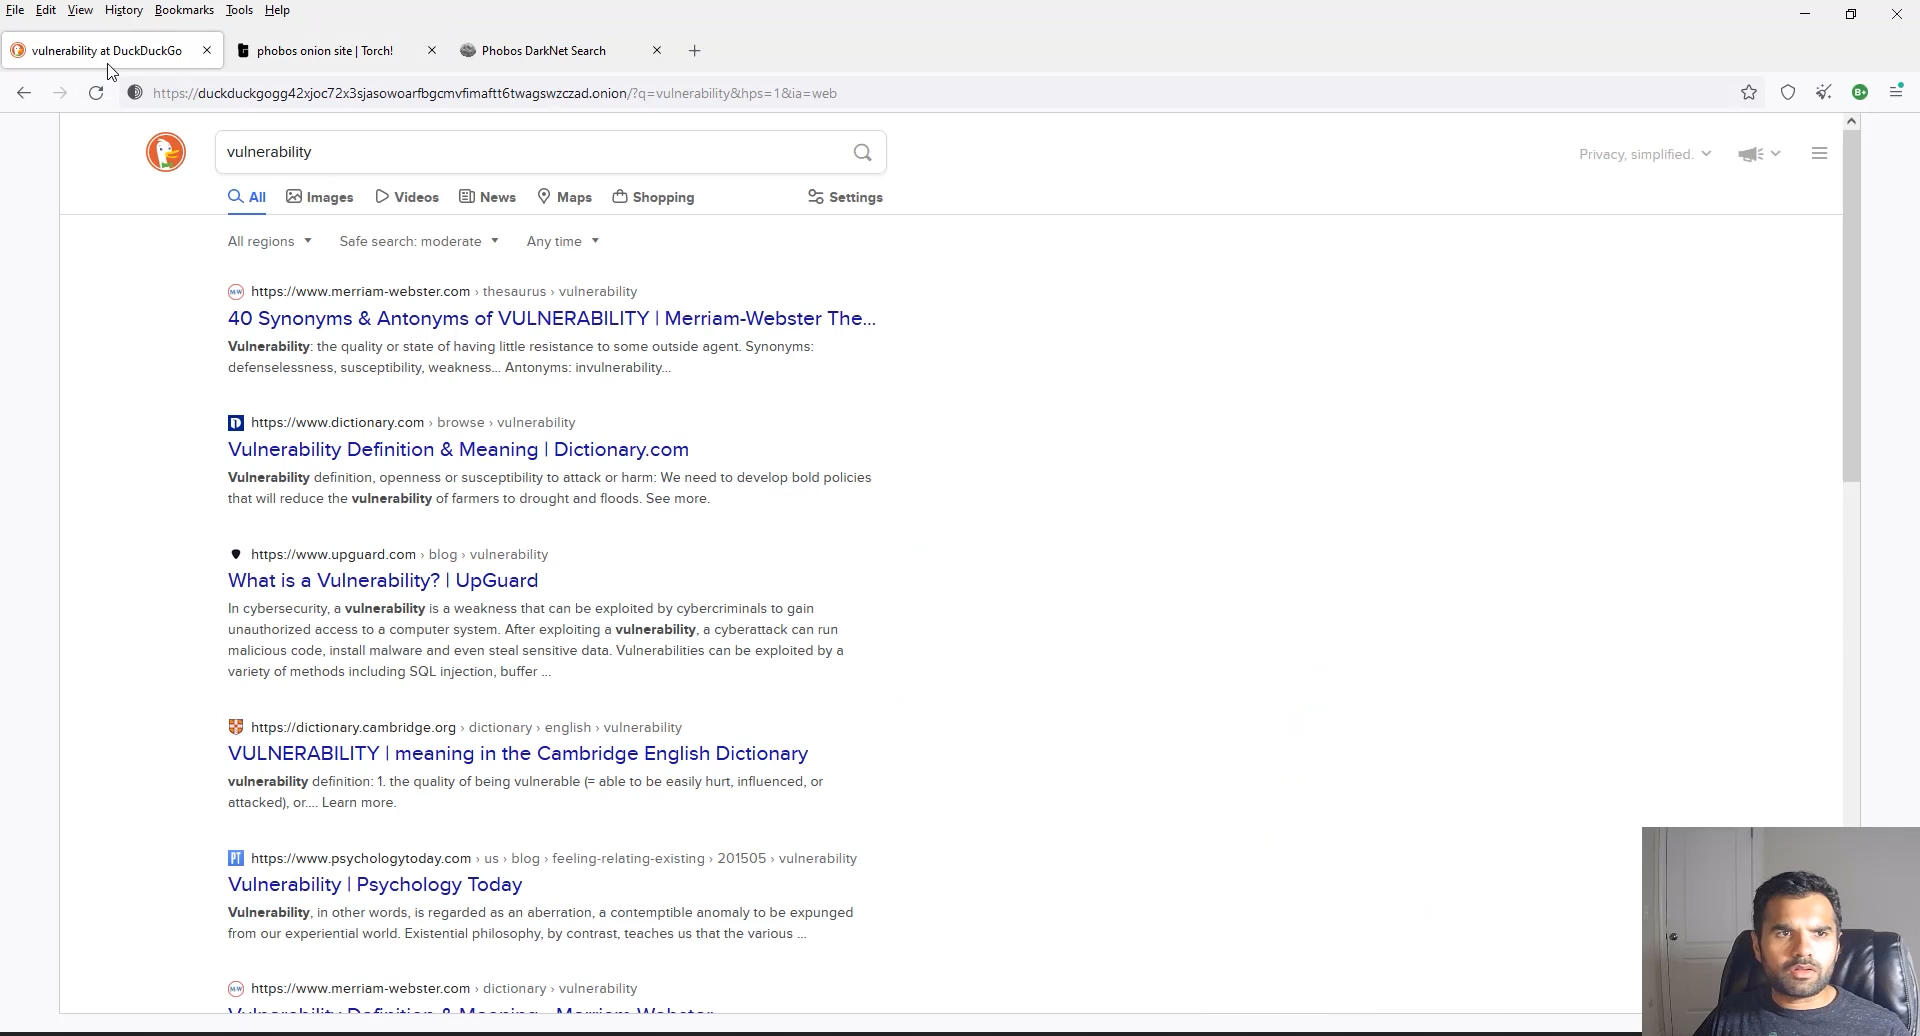 File Edit View History Bookmarks Tools Help
vulnerability at DuckDuckGo
phobos onion site | Torch!
Phobos DarkNet Search
https://duckduckgogg42xjoc72x3sjasowoarfbgcmvfimaftt6twagswzczad.onion/?q=vulnerability&hps=1&ia=web
B+
vulnerability
Privacy, simplified.
All Images Videos News Maps Shopping Settings
All regions Safe search: moderate Any time
https://www.merriam-webster.com › thesaurus › vulnerability
40 Synonyms & Antonyms of VULNERABILITY | Merriam-Webster The...
Vulnerability: the quality or state of having little resistance to some outside agent. Synonyms:
defenselessness, susceptibility, weakness... Antonyms: invulnerability...
https://www.dictionary.com › browse › vulnerability
Vulnerability Definition & Meaning | Dictionary.com
Vulnerability definition, openness or susceptibility to attack or harm: We need to develop bold policies
that will reduce the vulnerability of farmers to drought and floods. See more.
https://www.upguard.com › blog › vulnerability
What is a Vulnerability? | UpGuard
In cybersecurity, a vulnerability is a weakness that can be exploited by cybercriminals to gain
unauthorized access to a computer system. After exploiting a vulnerability, a cyberattack can run
malicious code, install malware and even steal sensitive data. Vulnerabilities can be exploited by a
variety of methods including SQL injection, buffer ...
https://dictionary.cambridge.org › dictionary › english › vulnerability
VULNERABILITY | meaning in the Cambridge English Dictionary
vulnerability definition: 1. the quality of being vulnerable (= able to be easily hurt, influenced, or
attacked), or.... Learn more.
PT https://www.psychologytoday.com › us › blog › feeling-relating-existing › 201505 › vulnerability
Vulnerability | Psychology Today
Vulnerability, in other words, is regarded as an aberration, a contemptible anomaly to be expunged
from our experiential world. Existential philosophy, by contrast, teaches us that the various ...
https://www.merriam-webster.com › dictionary › vulnerability
Vulnerability Definition & Meaning - Merriam-Webster